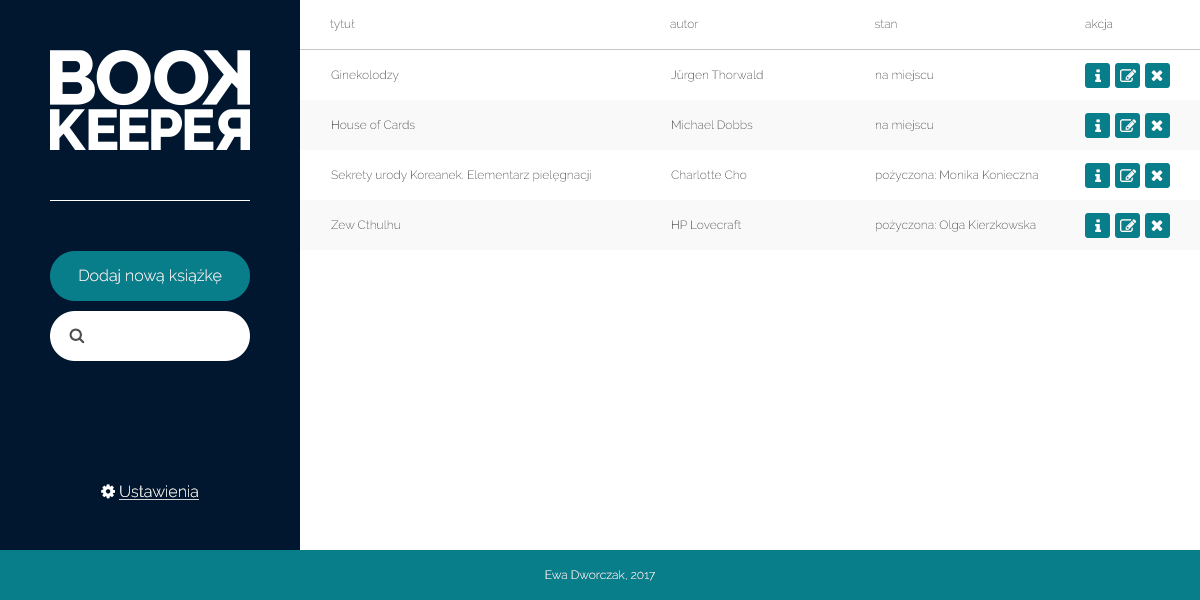 BOOK
KEEPER
Dodaj nową książkę
Ustawienia
tytuł autor stan akcja
Ginekolodzy Jürgen Thorwald na miejscu
House of Cards Michael Dobbs na miejscu
Sekrety urody Koreanek. Elementarz pielęgnacji Charlotte Cho pożyczona: Monika Konieczna
Zew Cthulhu HP Lovecraft pożyczona: Olga Kierzkowska
Ewa Dworczak, 2017